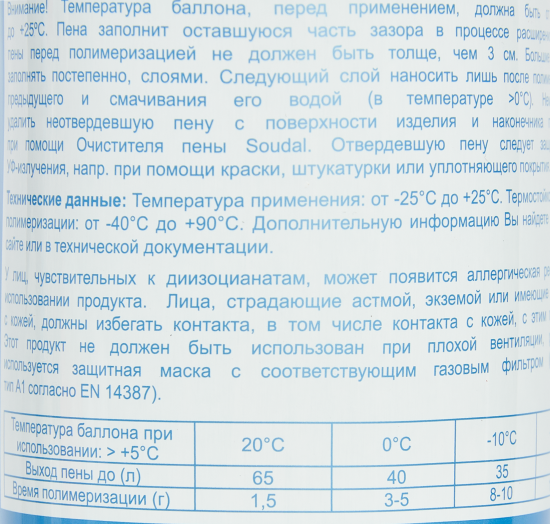 Внимание! Температура баллона, перед применением, должна быть
до +25°C. Пена заполнит оставшуюся часть зазора в процессе
пены перед полимеризацией не должен быть толще, чем 3 см.
заполнять постепенно, слоями. Следующий слой наносить лишь после
предыдущего и смачивания его водой (в температуре >0°C).
удалить неотвердевшую пену с поверхности изделия и наконечника
при помощи Очистителя пены Soudal. Отвердевшую пену следует
УФ-излучения, напр. при помощи краски, штукатурки или уплотняющего
Технические данные: Температура применения: от -25°C до +25°C.
полимеризации: от -40°C до +90°C. Дополнительную информацию Вы найдете
сайте или в технической документации.
У лиц, чувствительных к диизоцианатам, может появится аллергическая
использовании продукта. Лица, страдающие астмой, экземой или имеющие
с кожей, должны избегать контакта, в том числе контакта с кожей, с этим
Этот продукт не должен быть использован при плохой вентиляции,
используется защитная маска с соответствующим газовым фильтром
тип А1 согласно EN 14387).
Температура баллона при использовании: > +5°C 20°C 0°C -10°C
Выход пены до (л) 65 40 35
Время полимеризации (г) 1,5 3-5 8-10